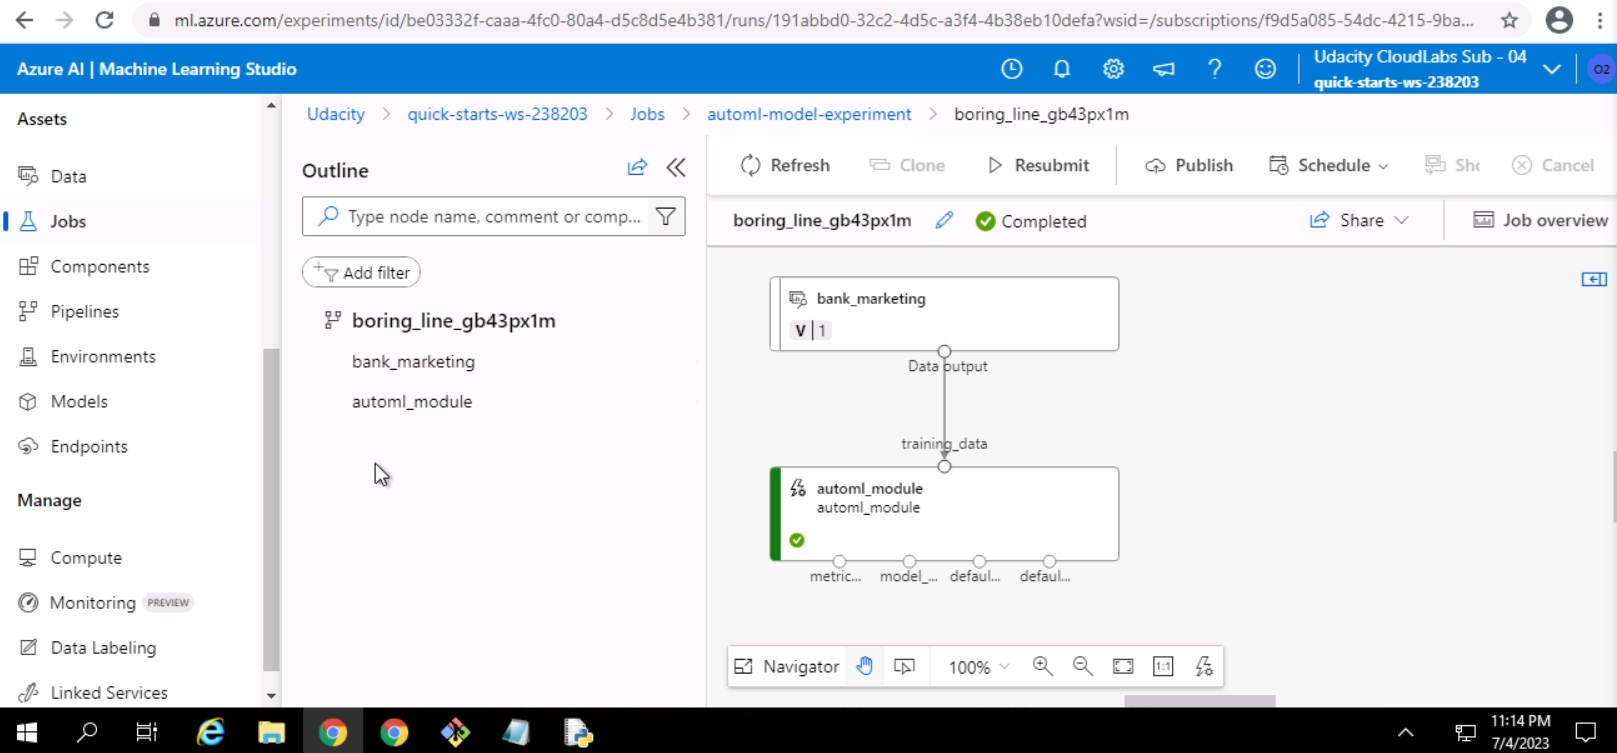 ml.azure.com/experiments/id/be03332f-caaa-4fc0-80a4-d5c8d5e4b381/runs/191abbd0-32c2-4d5c-a3f4-4b38eb10defa?wsid=/subscriptions/f9d5a085-54dc-4215-9ba...
Azure AI | Machine Learning Studio
Udacity CloudLabs Sub - 04
quick-starts-ws-238203
O2
Assets
Data
Jobs
Components
Pipelines
Environments
Models
Endpoints
Manage
Compute
Monitoring PREVIEW
Data Labeling
Linked Services
Udacity > quick-starts-ws-238203 > Jobs > automl-model-experiment > boring_line_gb43px1m
Outline
Type node name, comment or comp...
Add filter
boring_line_gb43px1m
bank_marketing
automl_module
Refresh Clone Resubmit Publish Schedule Sho Cancel
boring_line_gb43px1m Completed Share Job overview
bank_marketing
V | 1
Data output
training_data
automl_module
automl_module
metric... model_... defaul... defaul...
Navigator 100% 1:1
11:14 PM
7/4/2023